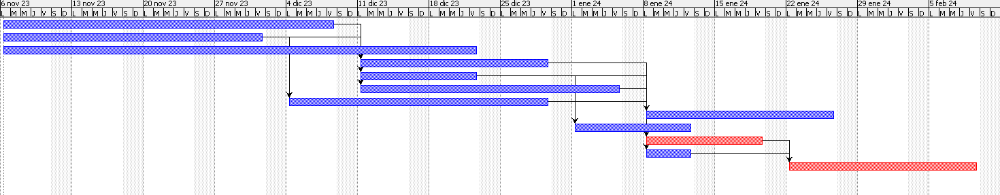 6 nov 23 13 nov 23 20 nov 23 27 nov 23 4 dic 23 11 dic 23 18 dic 23 25 dic 23 1 ene 24 8 ene 24 15 ene 24 22 ene 24 29 ene 24 5 feb 24
L M M J V S D L M M J V S D L M M J V S D L M M J V S D L M M J V S D L M M J V S D L M M J V S D L M M J V S D L M M J V S D L M M J V S D L M M J V S D L M M J V S D L M M J V S D L M M J V S D